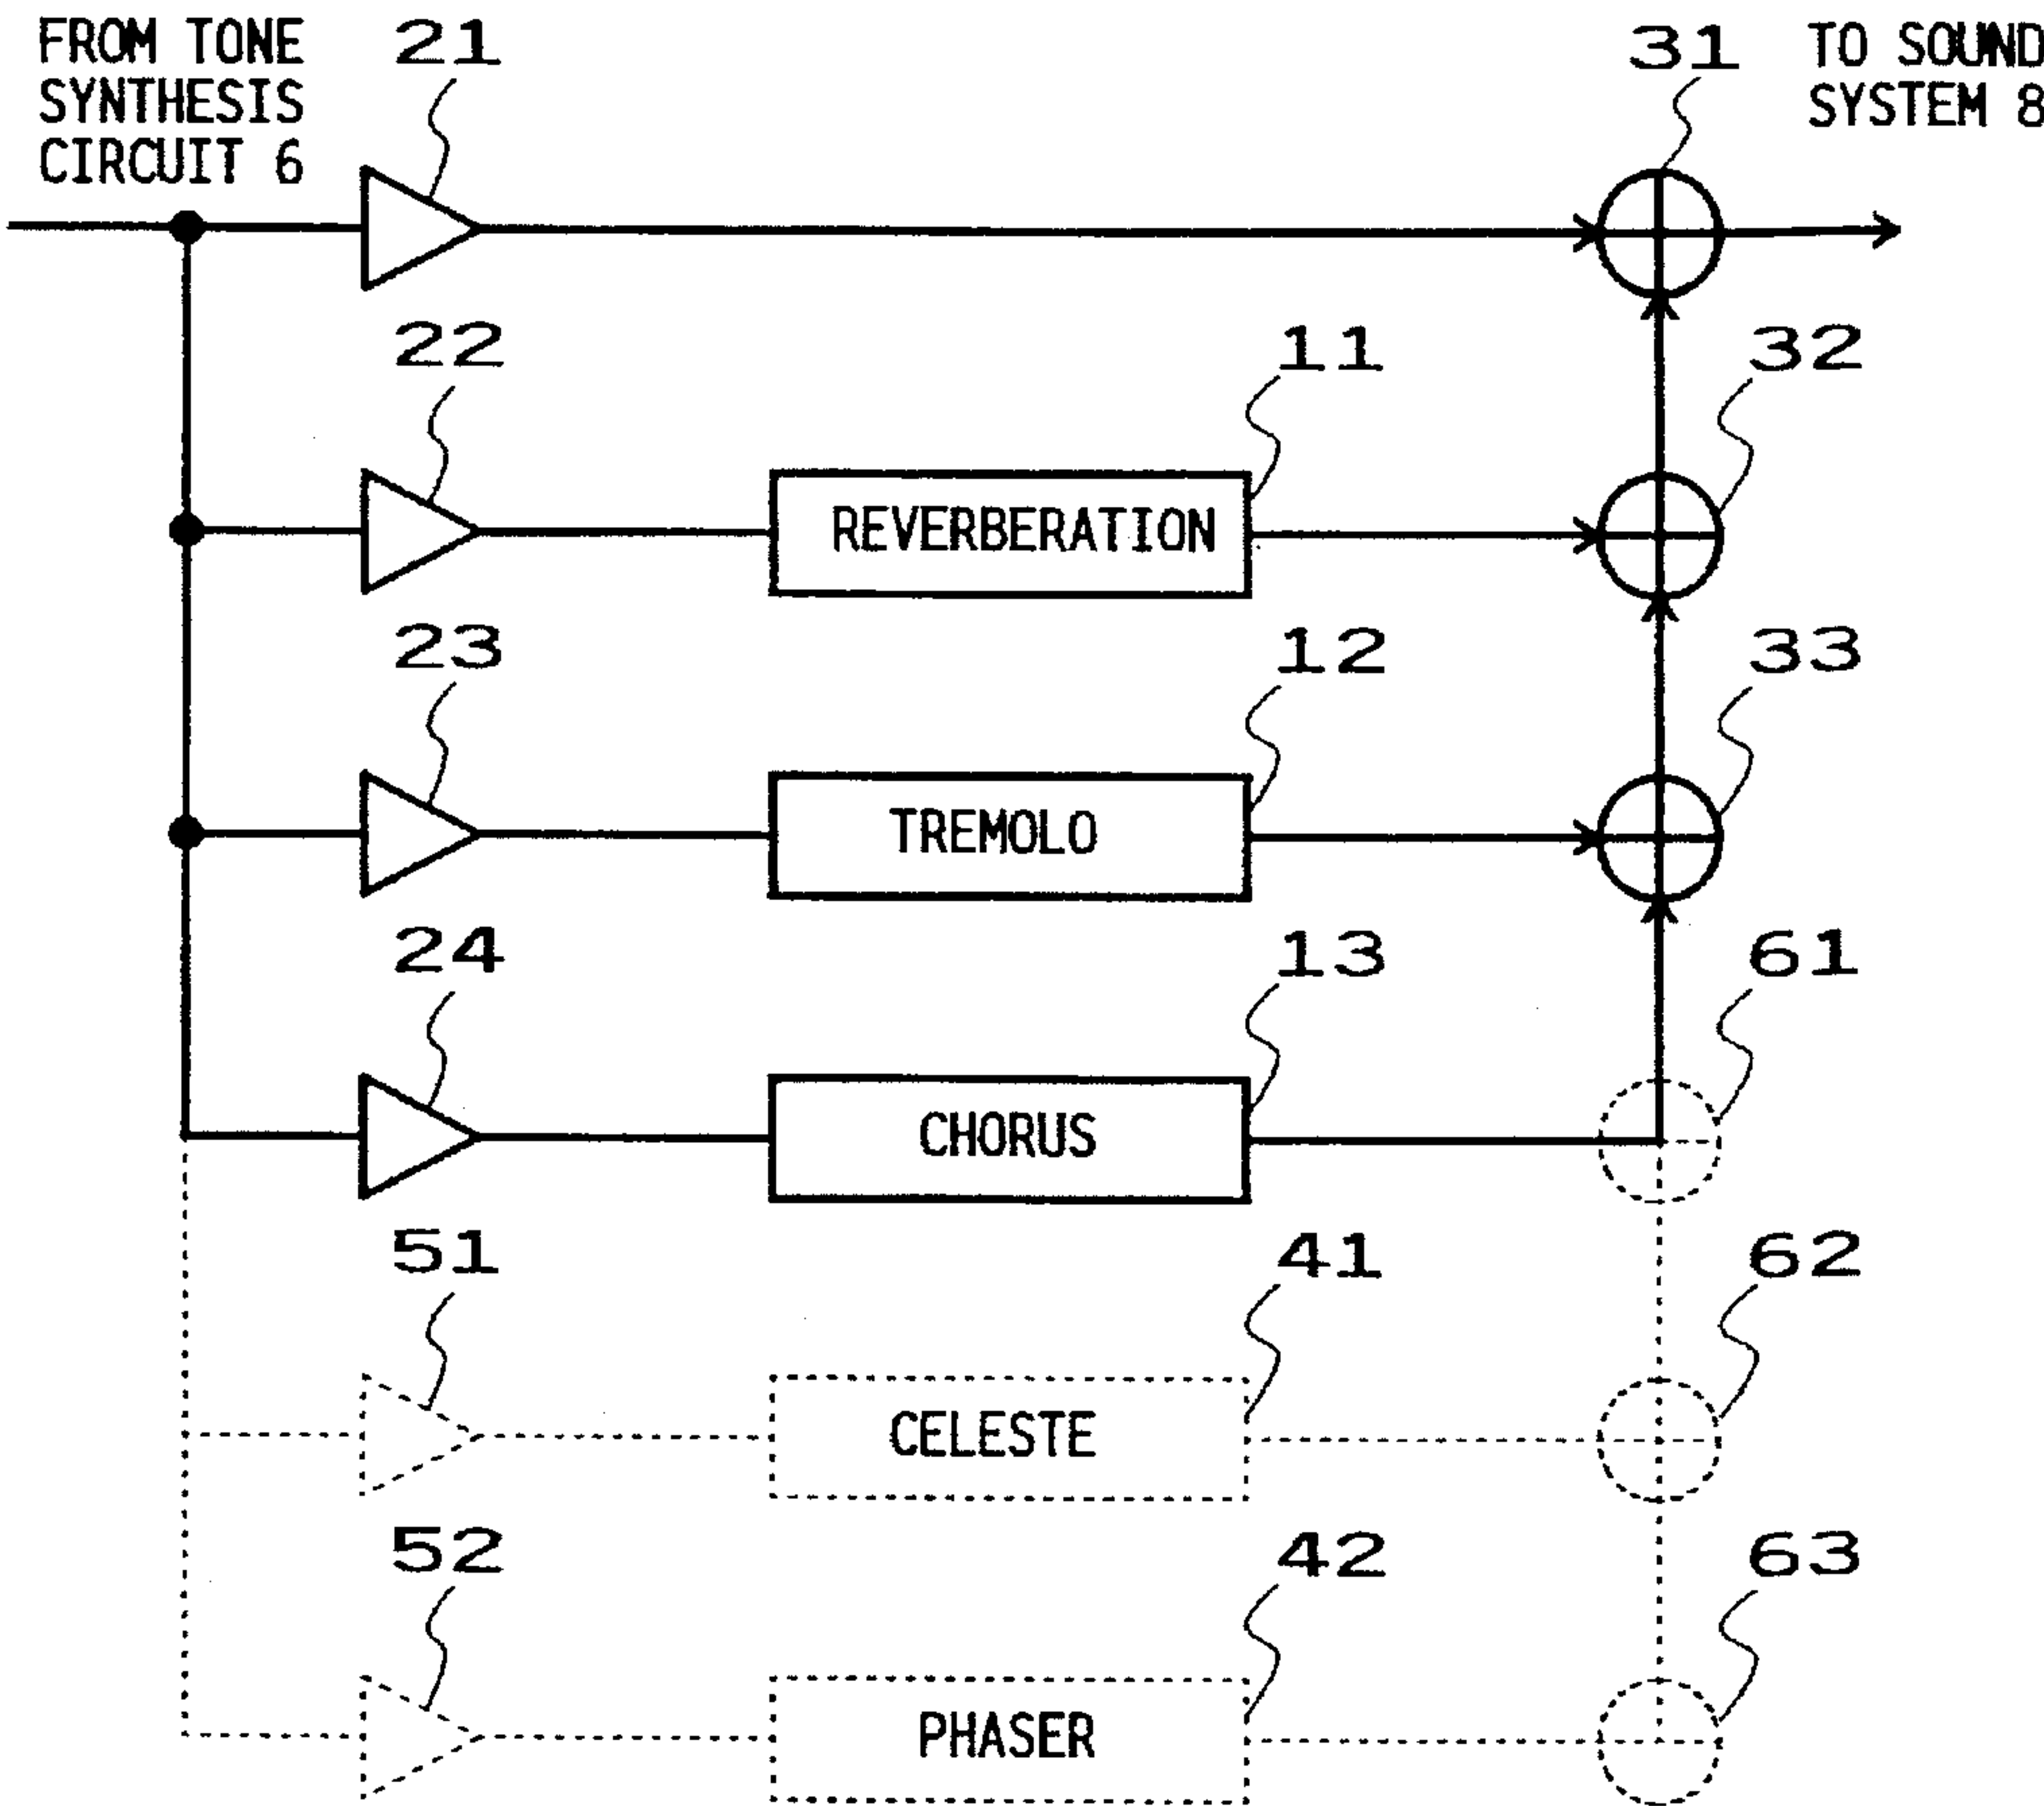 FROM TONE
SYNTHESIS
CIRCUIT 6
21
31
TO SOUND
SYSTEM 8
22
11
32
REVERBERATION
23
12
33
TREMOLO
24
13
61
CHORUS
51
41
62
CELESTE
52
42
63
PHASER